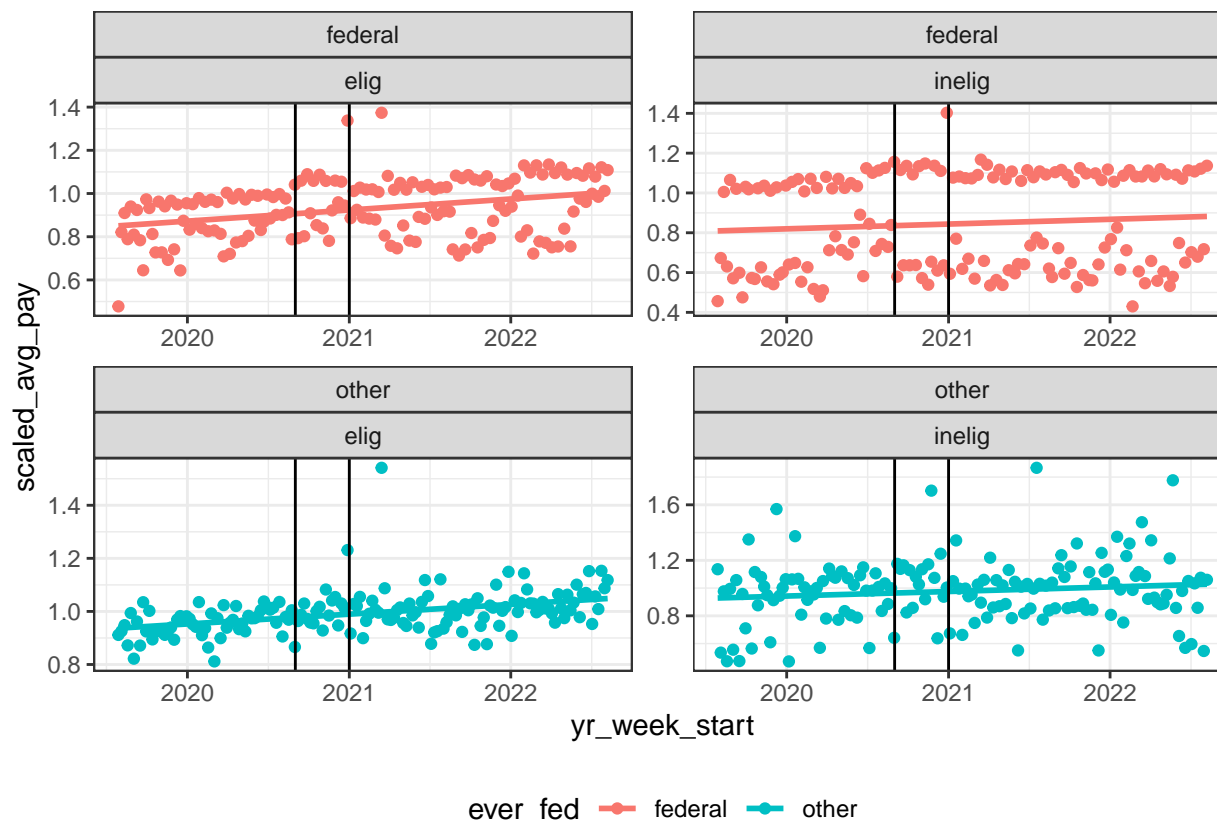 federal
elig
1.4
1.2
1.0
0.8
0.6
2020 2021 2022
federal
inelig
1.4
1.2
1.0
0.8
0.6
0.4
2020 2021 2022
other
elig
1.4
1.2
1.0
0.8
2020 2021 2022
other
inelig
1.6
1.2
0.8
2020 2021 2022
scaled_avg_pay
yr_week_start
ever_fed federal other